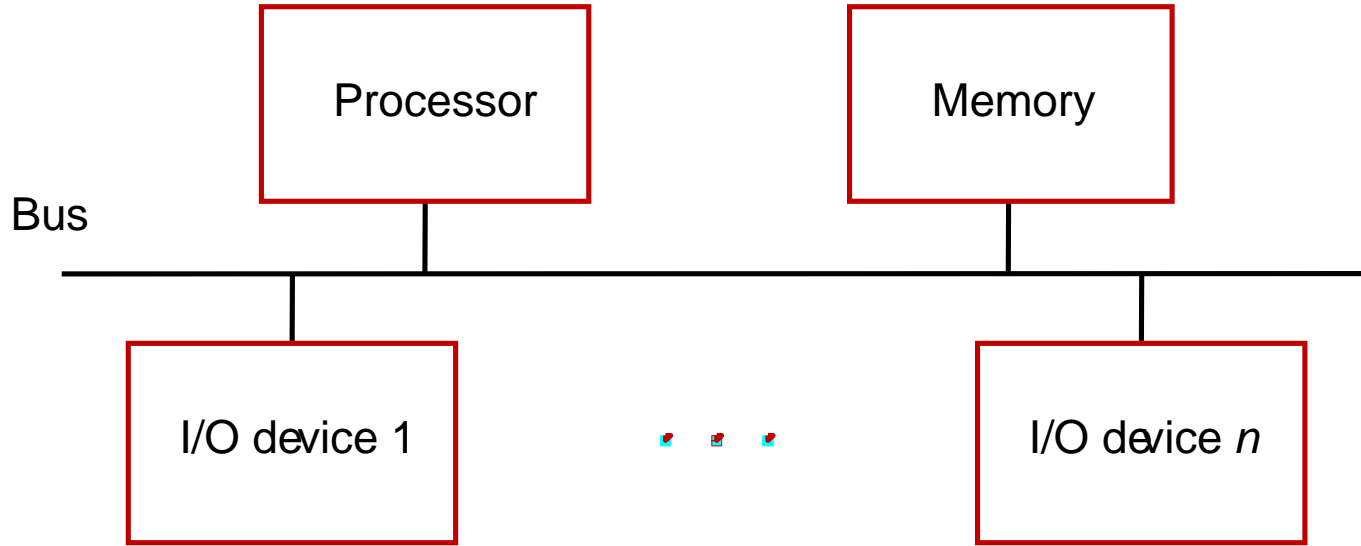 Processor
Memory
Bus
I/O device 1
I/O device n